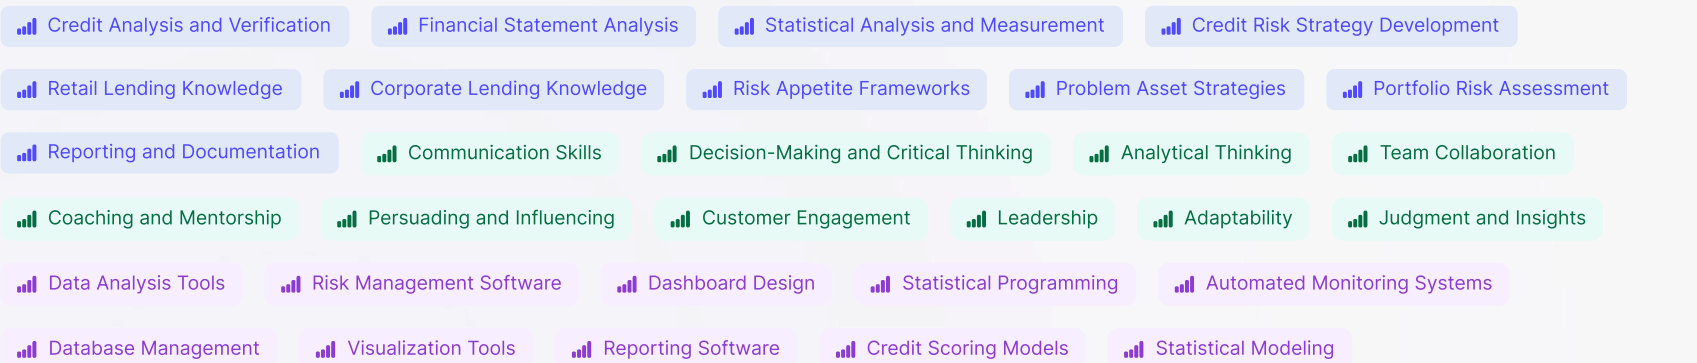 Credit Analysis and Verification Financial Statement Analysis Statistical Analysis and Measurement Credit Risk Strategy Development
Retail Lending Knowledge Corporate Lending Knowledge Risk Appetite Frameworks Problem Asset Strategies Portfolio Risk Assessment
Reporting and Documentation Communication Skills Decision-Making and Critical Thinking Analytical Thinking Team Collaboration
Coaching and Mentorship Persuading and Influencing Customer Engagement Leadership Adaptability Judgment and Insights
Data Analysis Tools Risk Management Software Dashboard Design Statistical Programming Automated Monitoring Systems
Database Management Visualization Tools Reporting Software Credit Scoring Models Statistical Modeling